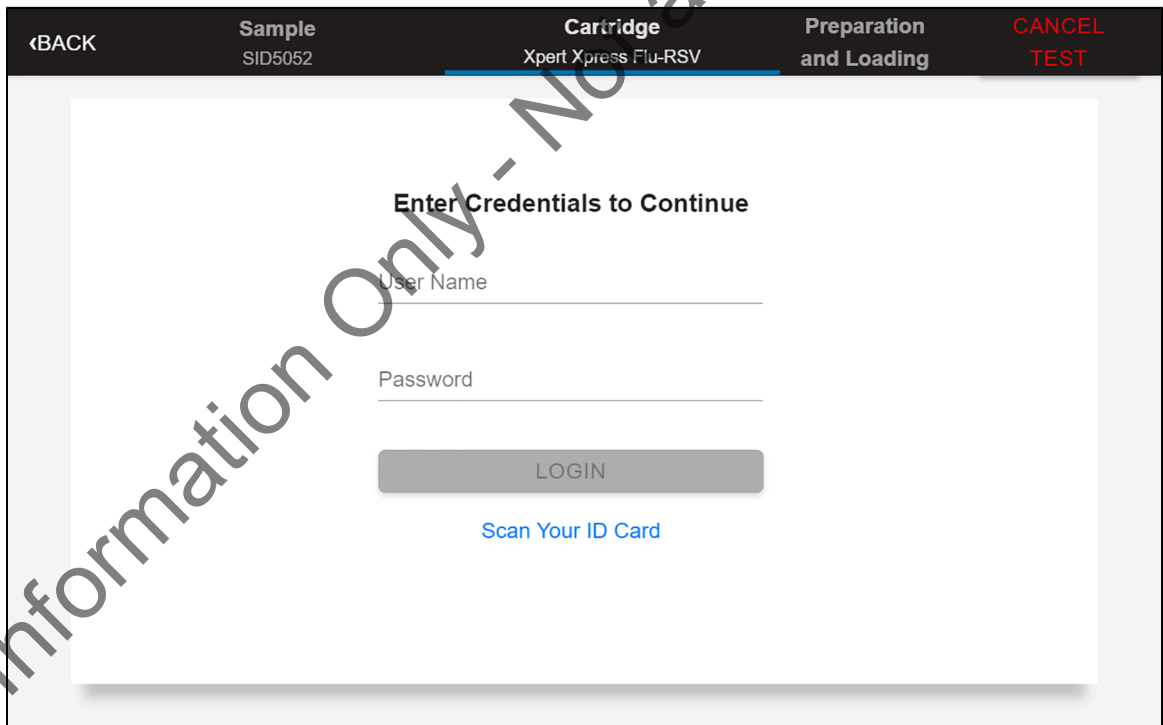 ‹BACK
Sample
SID5052
Cartridge
Xpert Xpress Flu-RSV
Preparation
and Loading
CANCEL
TEST
Enter Credentials to Continue
User Name
Password
LOGIN
Scan Your ID Card
Information Only - Not a